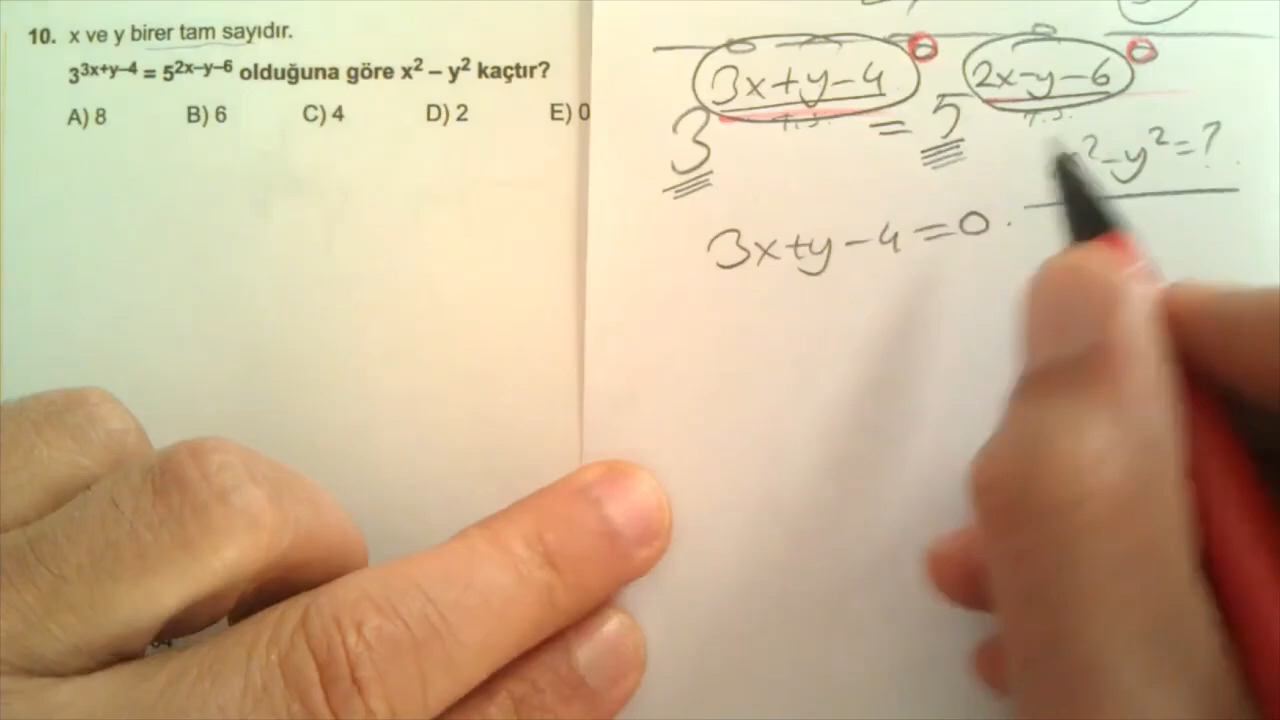 10. x ve y birer tam sayıdır.
3^{3x+y–4} = 5^{2x–y–6} olduğuna göre x² – y² kaçtır?
A) 8 B) 6 C) 4 D) 2 E) 0
3^{3x+y-4} = 5^{2x-y-6}
0 0
T.S. T.S.
x²-y²=?
3x+y-4=0